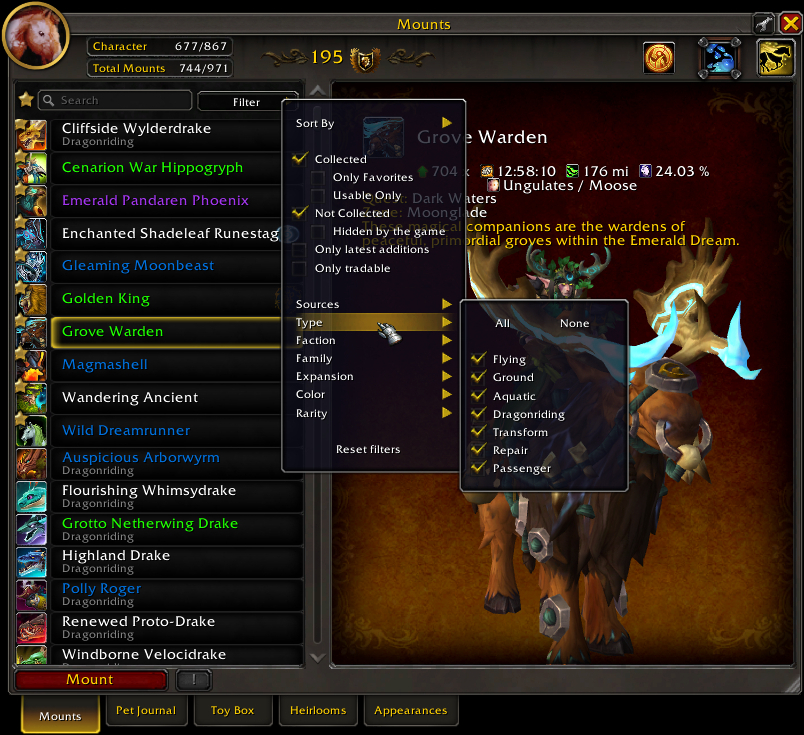 Mounts
Character 677/867
Total Mounts 744/971
195
Search
Filter
Cliffside Wylderdrake
Dragonriding
Cenarion War Hippogryph
Emerald Pandaren Phoenix
Enchanted Shadeleaf Runestag
Gleaming Moonbeast
Golden King
Grove Warden
Magmashell
Wandering Ancient
Wild Dreamrunner
Auspicious Arborwyrm
Dragonriding
Flourishing Whimsydrake
Dragonriding
Grotto Netherwing Drake
Dragonriding
Highland Drake
Dragonriding
Polly Roger
Dragonriding
Renewed Proto-Drake
Dragonriding
Windborne Velocidrake
Dragonriding
Sort By
Collected
Only Favorites
Usable Only
Not Collected
Hidden by the game
Only latest additions
Only tradable
Sources
Type
Faction
Family
Expansion
Color
Rarity
Reset filters
All None
Flying
Ground
Aquatic
Dragonriding
Transform
Repair
Passenger
Grove Warden
704 x 12:58:10 176 mi 24.03 %
Ungulates / Moose
Quest: Dark Waters
Zone: Moonglade
These magical companions are the wardens of
peaceful, primordial groves within the Emerald Dream.
Mount
!
Mounts
Pet Journal
Toy Box
Heirlooms
Appearances